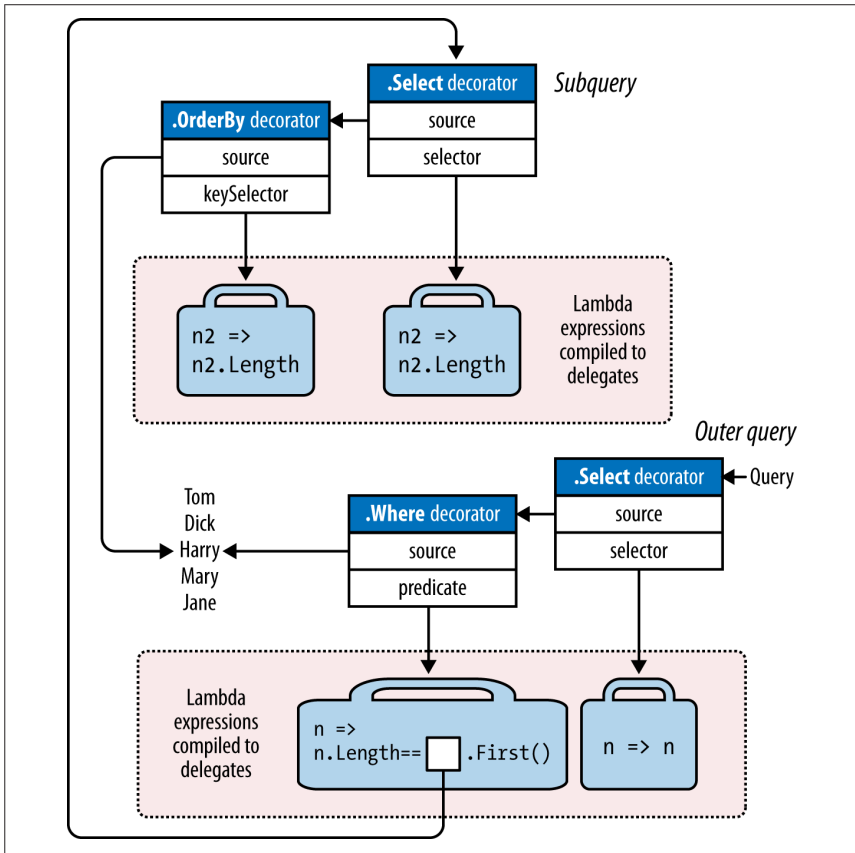 .Select decorator
Subquery
source
selector
.OrderBy decorator
source
keySelector
n2 =>
n2.Length
n2 =>
n2.Length
Lambda
expressions
compiled to
delegates
Outer query
.Select decorator
Query
source
selector
.Where decorator
source
predicate
Tom
Dick
Harry
Mary
Jane
Lambda
expressions
compiled to
delegates
n =>
n.Length== .First()
n => n